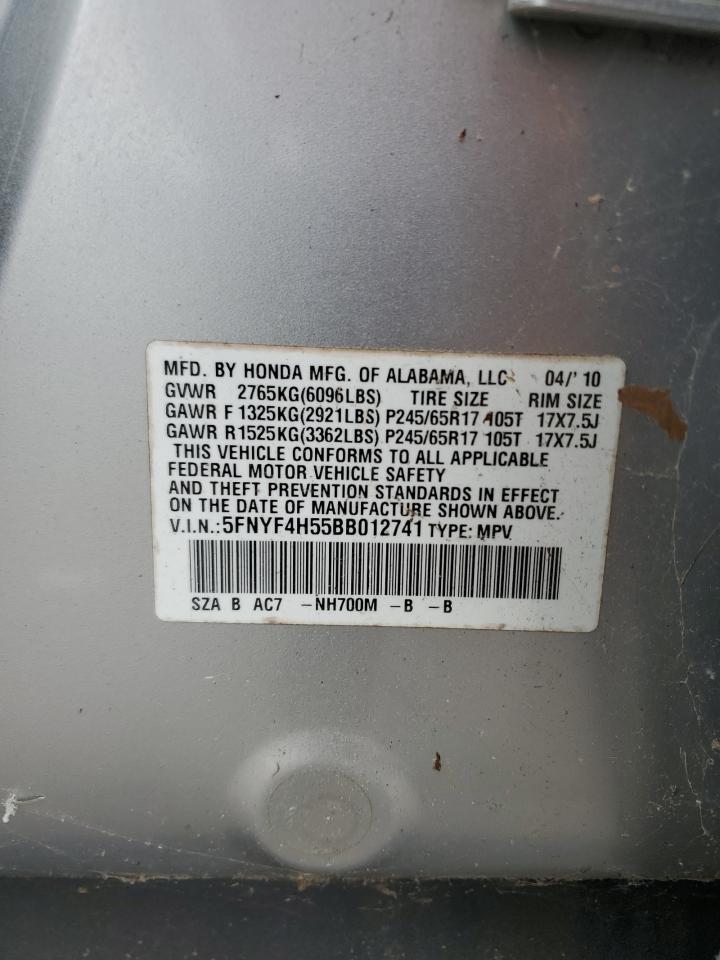 MFD. BY HONDA MFG. OF ALABAMA, LLC 04/'10
GVWR 2765KG(6096LBS) TIRE SIZE RIM SIZE
GAWR F 1325KG(2921LBS) P245/65R17 105T 17X7.5J
GAWR R 1525KG(3362LBS) P245/65R17 105T 17X7.5J
THIS VEHICLE CONFORMS TO ALL APPLICABLE
FEDERAL MOTOR VEHICLE SAFETY
AND THEFT PREVENTION STANDARDS IN EFFECT
ON THE DATE OF MANUFACTURE SHOWN ABOVE.
V.I.N.: 5FNYF4H55BB012741 TYPE: MPV
SZA B AC7 -NH700M -B -B